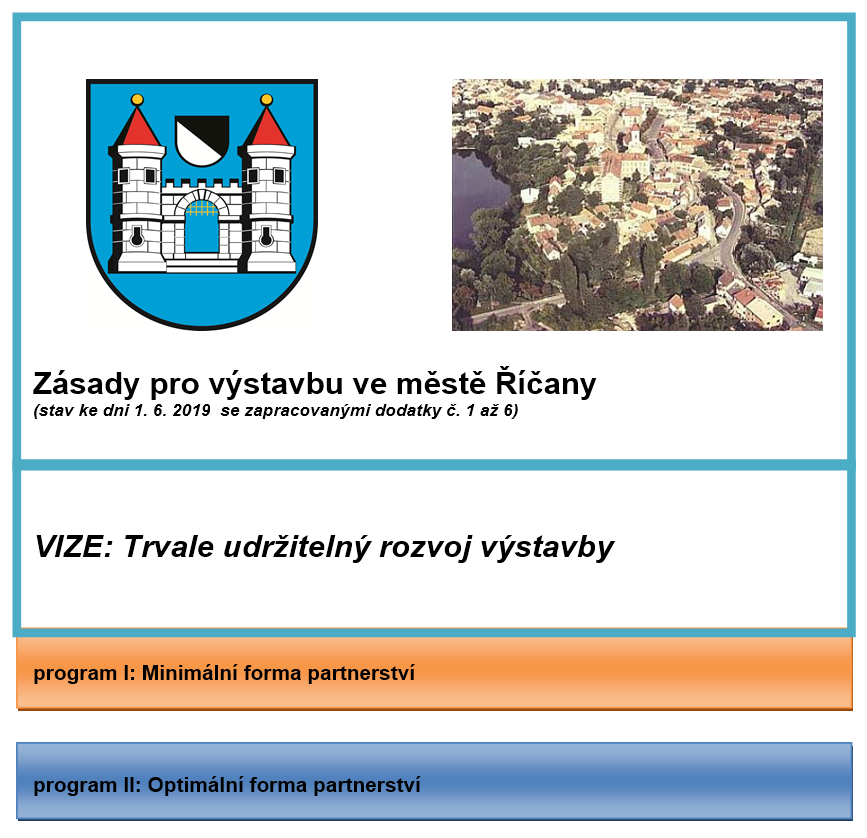 Zásady pro výstavbu ve městě Říčany
(stav ke dni 1. 6. 2019 se zapracovanými dodatky č. 1 až 6)
VIZE: Trvale udržitelný rozvoj výstavby
program I: Minimální forma partnerství
program II: Optimální forma partnerství